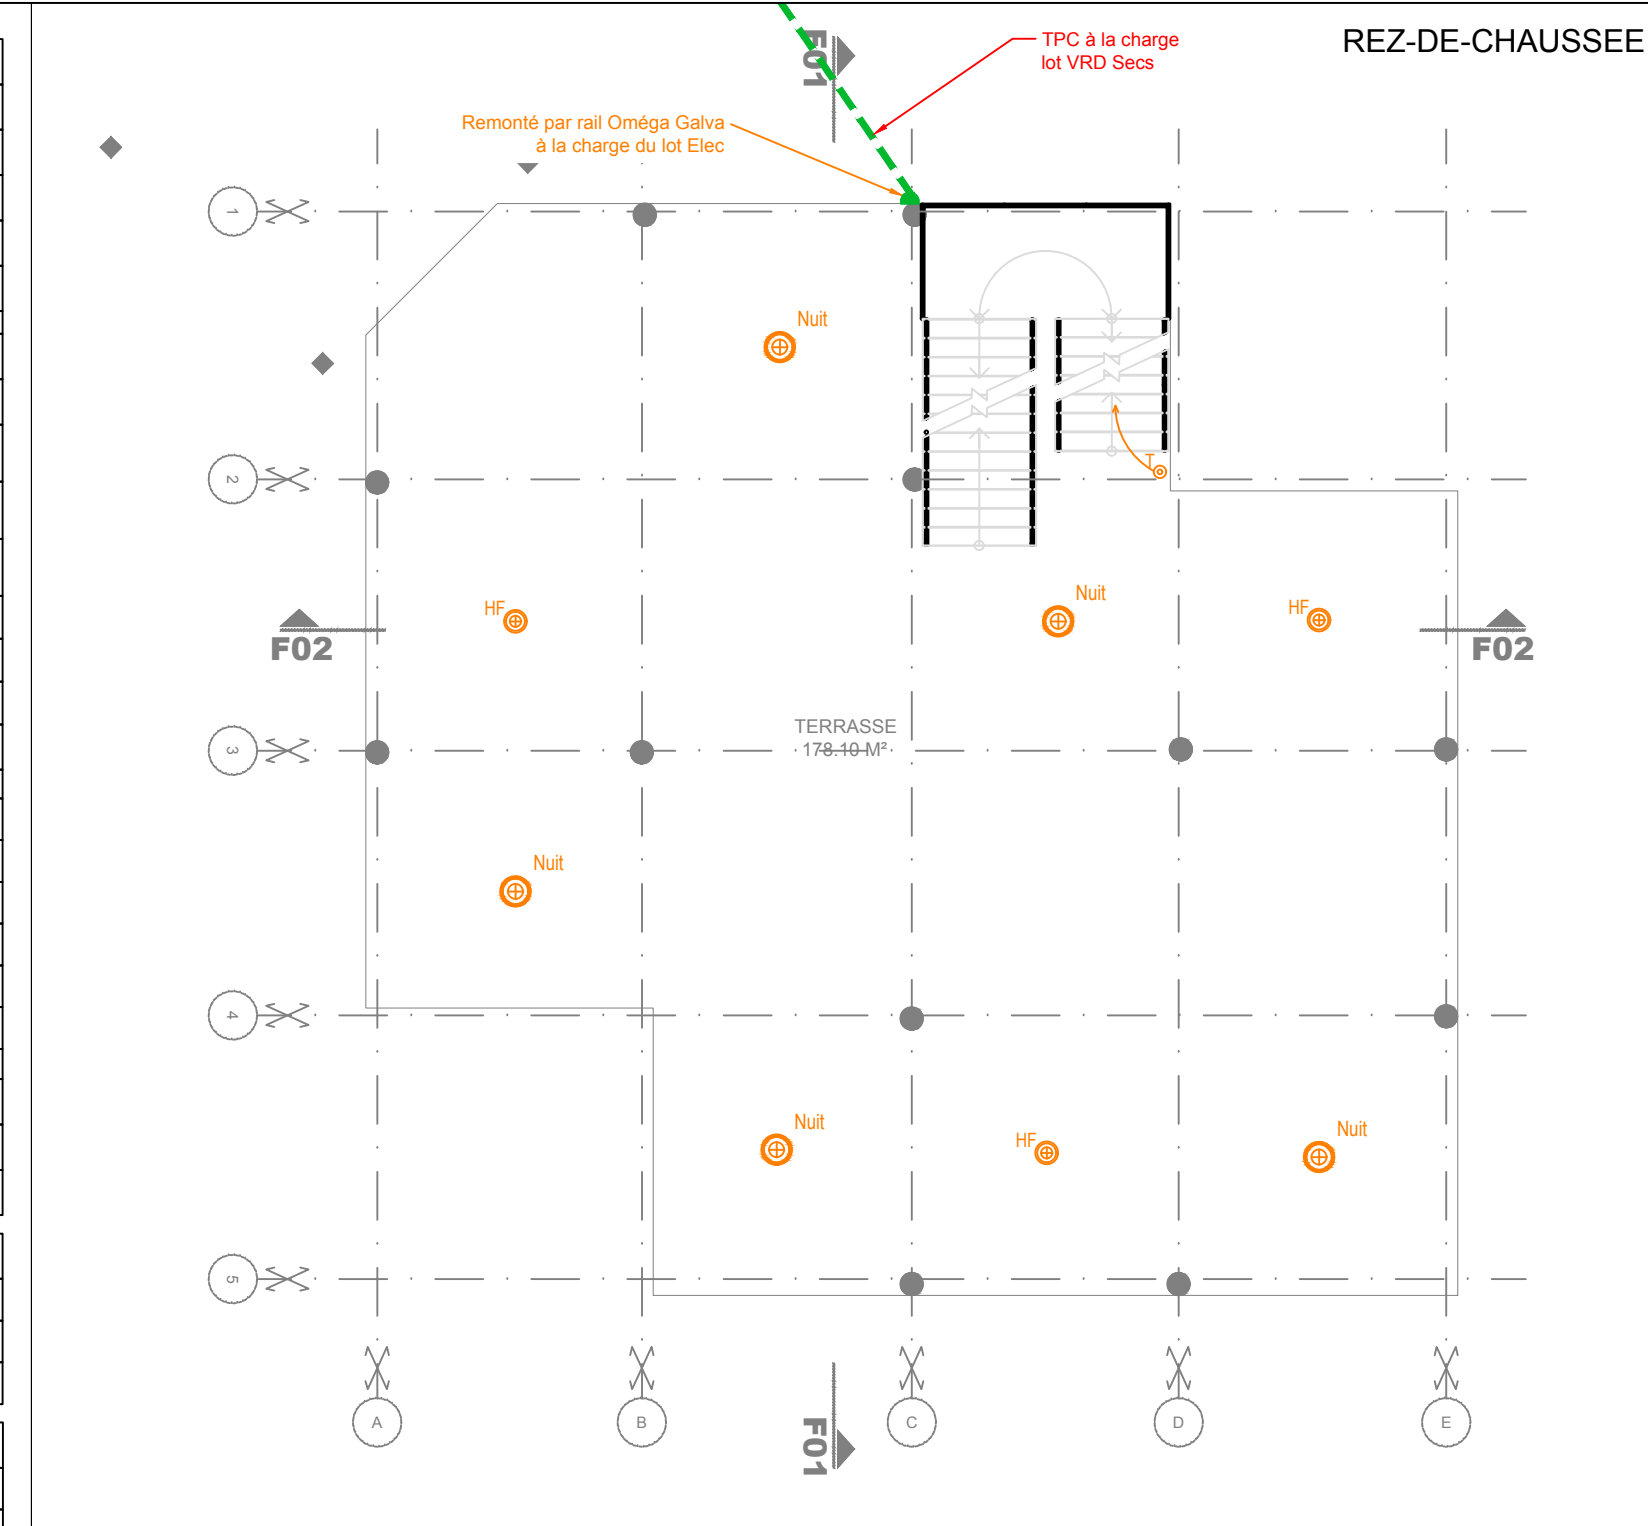 REZ-DE-CHAUSSEE
F01
TPC à la charge
lot VRD Secs
Remonté par rail Oméga Galva
à la charge du lot Elec
1
Nuit
2
T
HF
Nuit
HF
F02
F02
TERRASSE
178.10 M²
3
Nuit
4
Nuit
HF
Nuit
5
A
B
C
D
E
F01